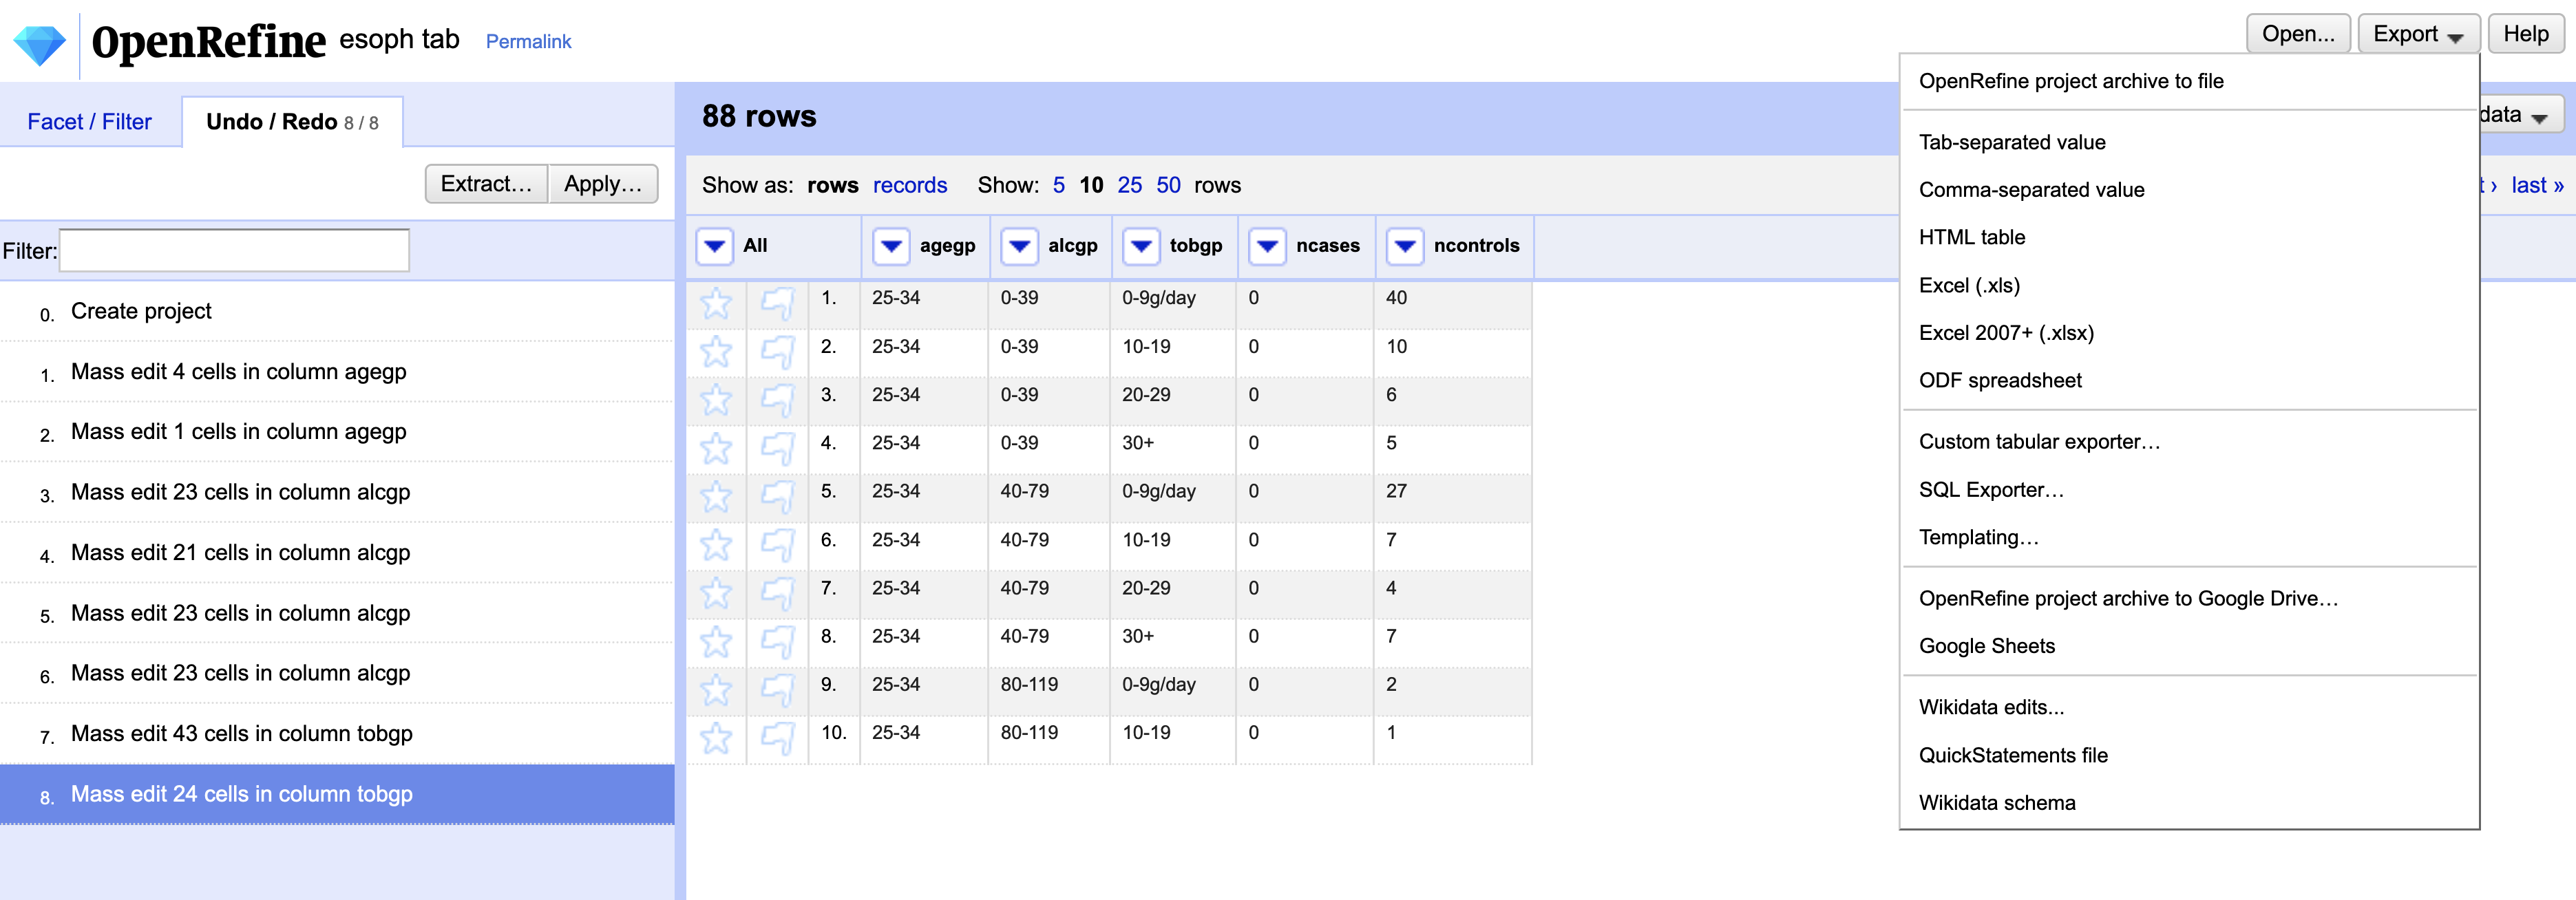 OpenRefine esoph tab Permalink
Open... Export Help
Facet / Filter Undo / Redo 8 / 8
Extract… Apply…
Filter:
0. Create project
1. Mass edit 4 cells in column agegp
2. Mass edit 1 cells in column agegp
3. Mass edit 23 cells in column alcgp
4. Mass edit 21 cells in column alcgp
5. Mass edit 23 cells in column alcgp
6. Mass edit 23 cells in column alcgp
7. Mass edit 43 cells in column tobgp
8. Mass edit 24 cells in column tobgp
88 rows
Show as: rows records Show: 5 10 25 50 rows
All agegp alcgp tobgp ncases ncontrols
1. 25-34 0-39 0-9g/day 0 40
2. 25-34 0-39 10-19 0 10
3. 25-34 0-39 20-29 0 6
4. 25-34 0-39 30+ 0 5
5. 25-34 40-79 0-9g/day 0 27
6. 25-34 40-79 10-19 0 7
7. 25-34 40-79 20-29 0 4
8. 25-34 40-79 30+ 0 7
9. 25-34 80-119 0-9g/day 0 2
10. 25-34 80-119 10-19 0 1
OpenRefine project archive to file
Tab-separated value
Comma-separated value
HTML table
Excel (.xls)
Excel 2007+ (.xlsx)
ODF spreadsheet
Custom tabular exporter…
SQL Exporter…
Templating…
OpenRefine project archive to Google Drive…
Google Sheets
Wikidata edits...
QuickStatements file
Wikidata schema
data
› last »